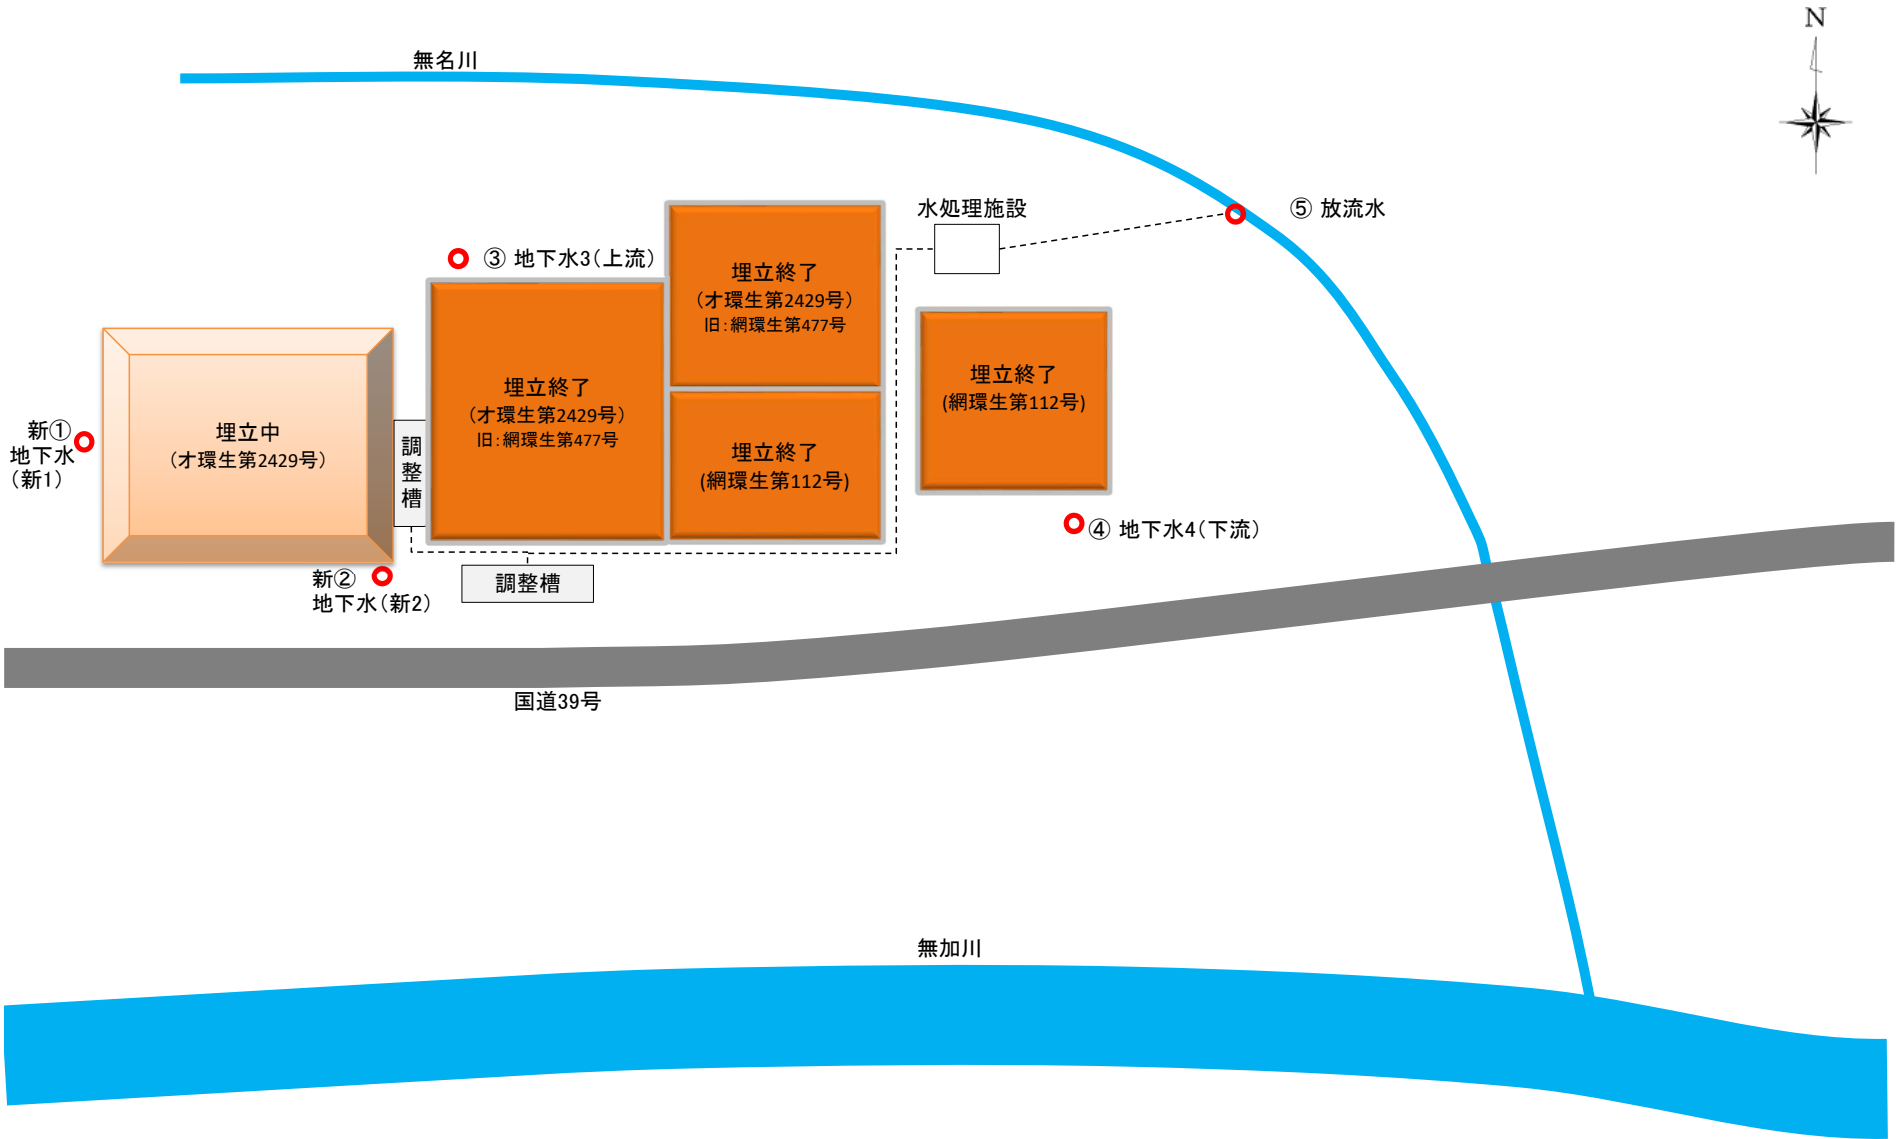 N
無名川
水処理施設
⑤ 放流水
③ 地下水3(上流)
埋立終了
(オ環生第2429号)
旧:網環生第477号
埋立終了
(網環生第112号)
埋立終了
(オ環生第2429号)
旧:網環生第477号
埋立中
(オ環生第2429号)
新①
地下水
(新1)
調
整
槽
埋立終了
(網環生第112号)
④ 地下水4(下流)
新②
地下水(新2)
調整槽
国道39号
無加川